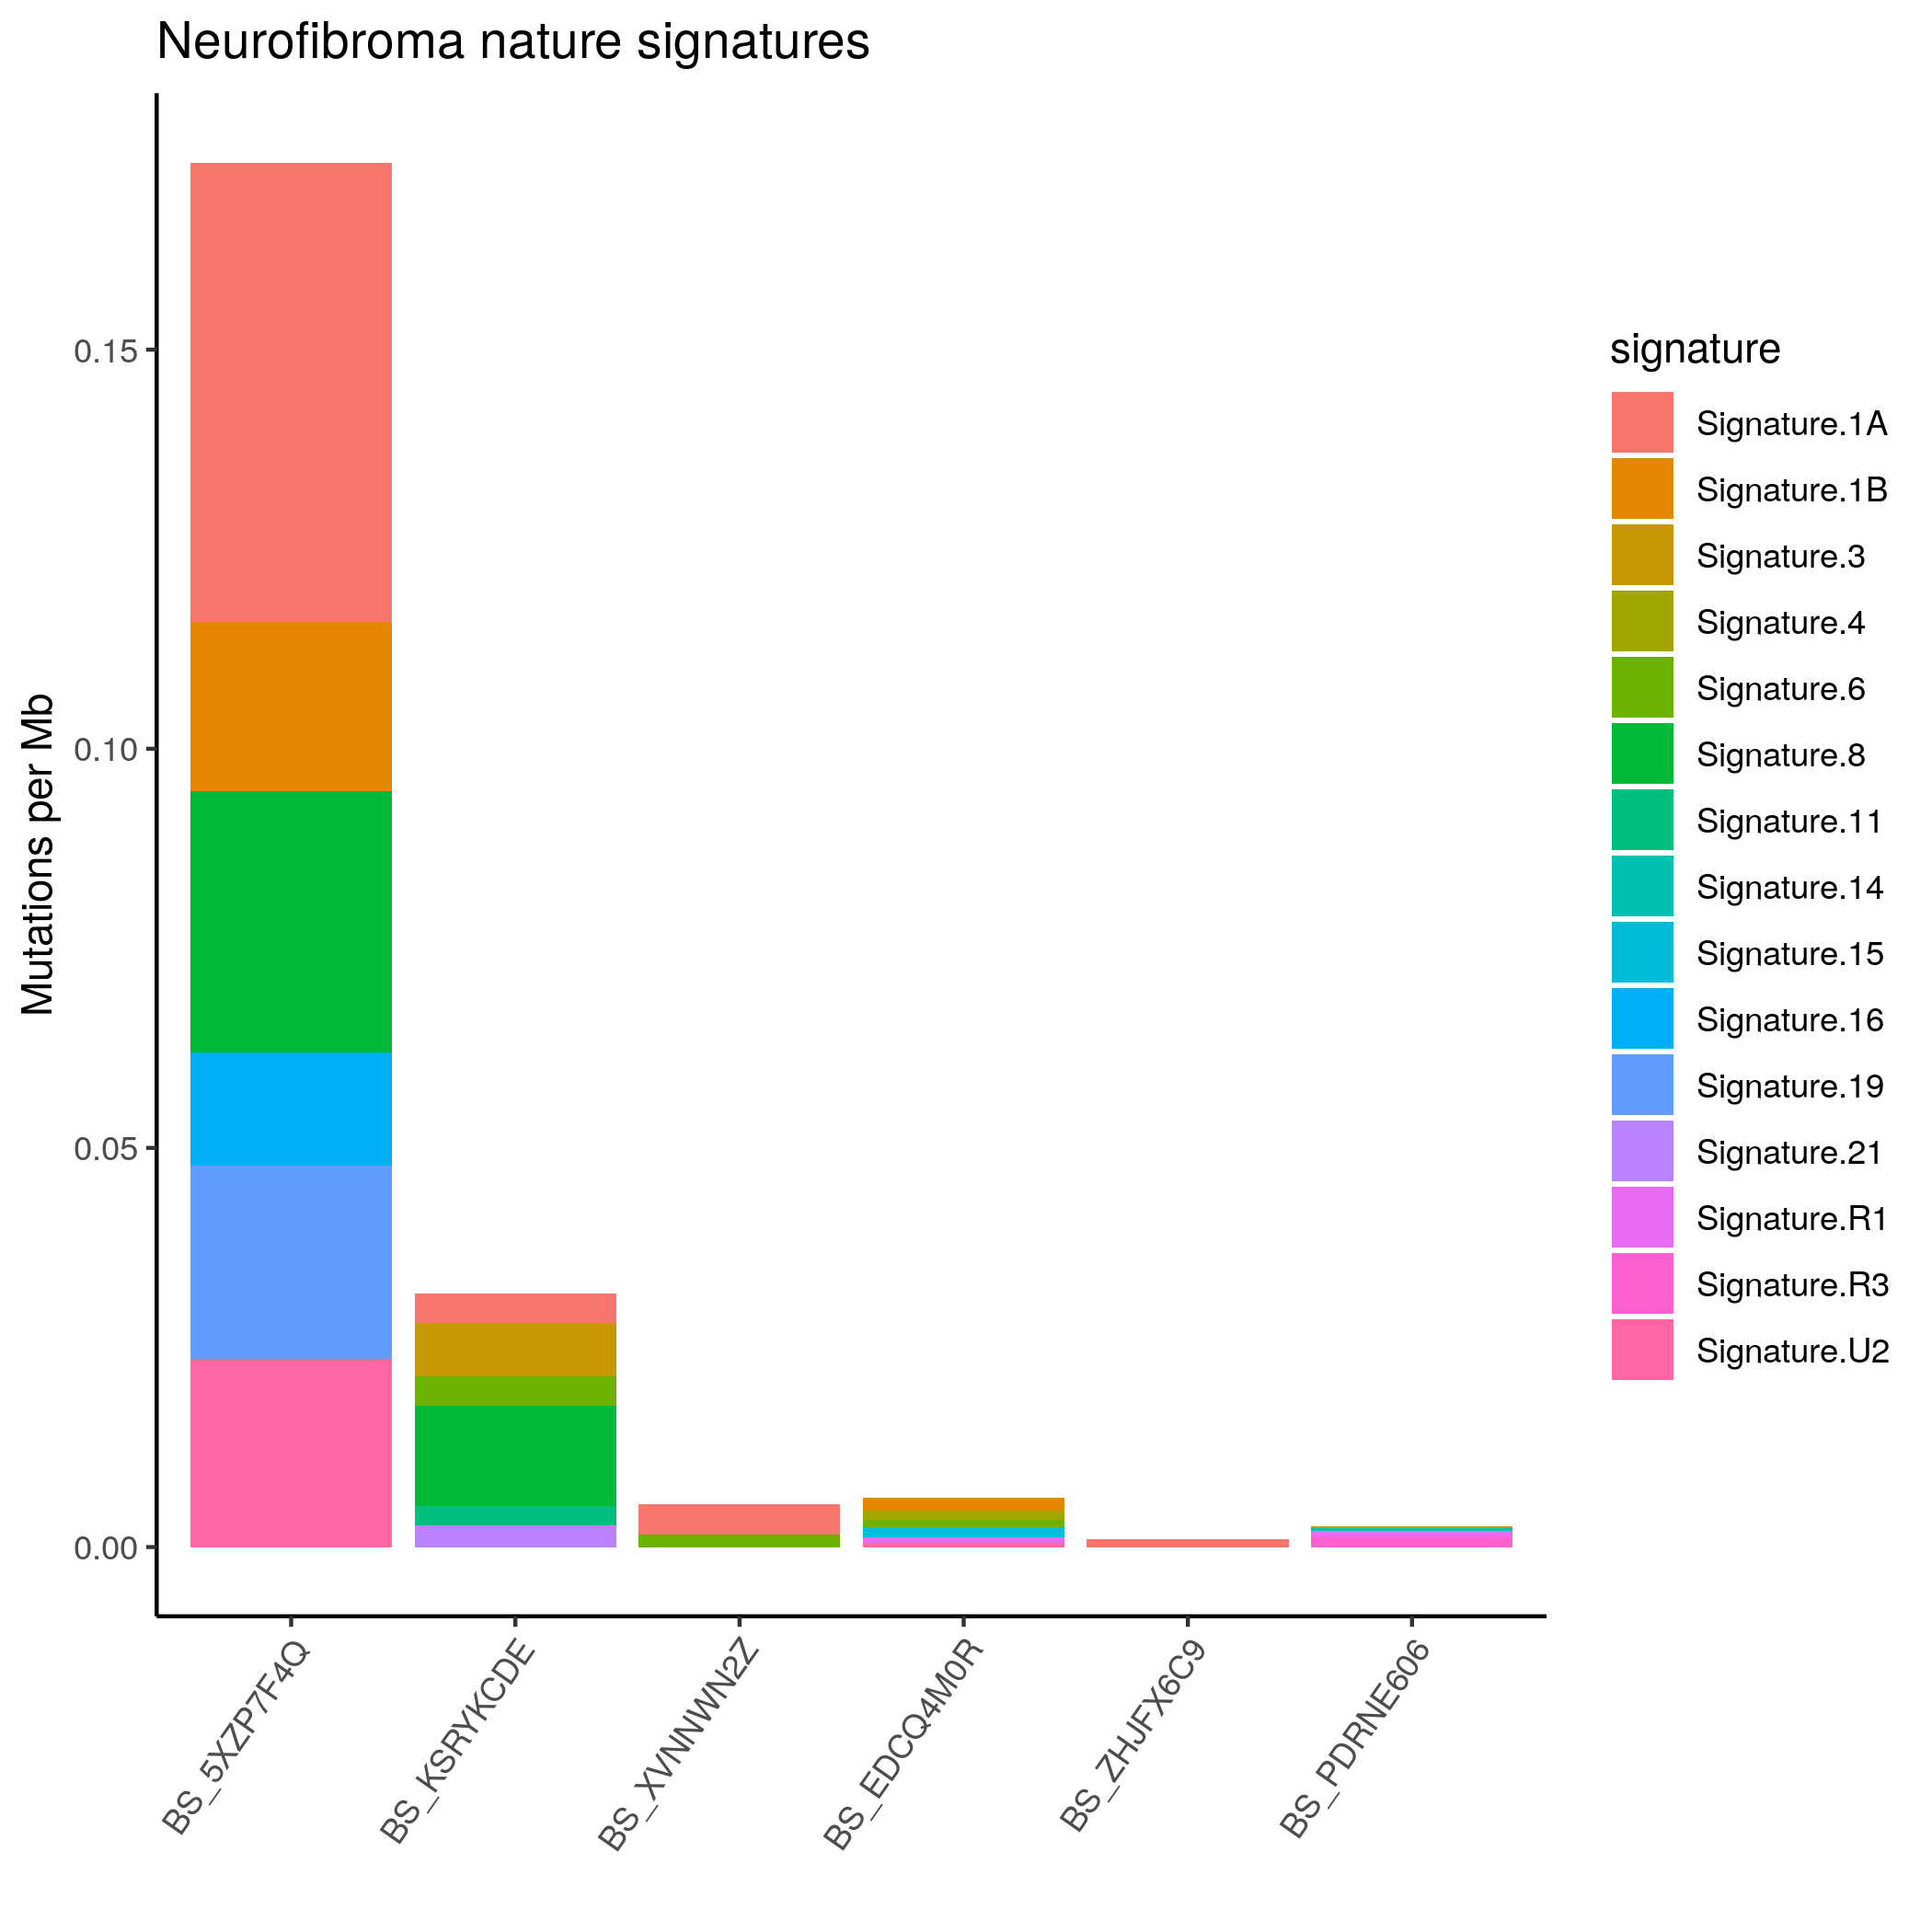 Neurofibroma nature signatures
Mutations per Mb
0.15
0.10
0.05
0.00
BS_5XZP7F4Q
BS_KSRYKCDE
BS_XVNNWN2Z
BS_EDCQ4M0R
BS_ZHJFX6C9
BS_PDRNE606
signature
Signature.1A
Signature.1B
Signature.3
Signature.4
Signature.6
Signature.8
Signature.11
Signature.14
Signature.15
Signature.16
Signature.19
Signature.21
Signature.R1
Signature.R3
Signature.U2